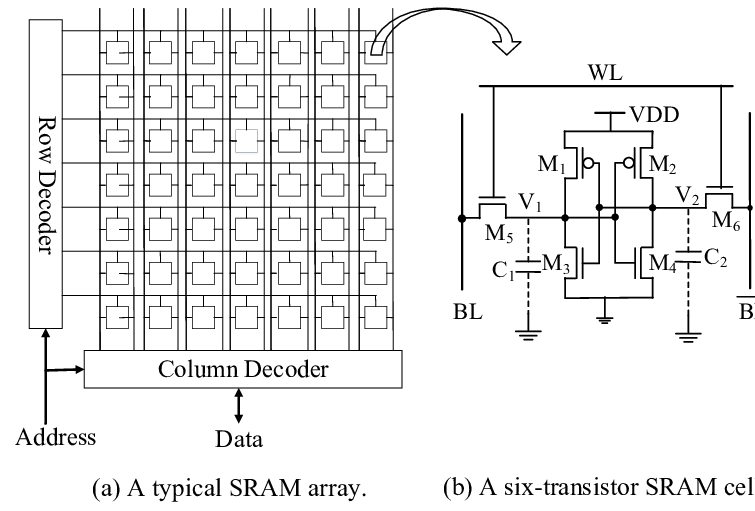 Row Decoder
Column Decoder
Address
Data
(a) A typical SRAM array.
WL
VDD
M1
M2
V1
V2
M5
M6
C1
M3
M4
C2
BL
B
(b) A six-transistor SRAM cel